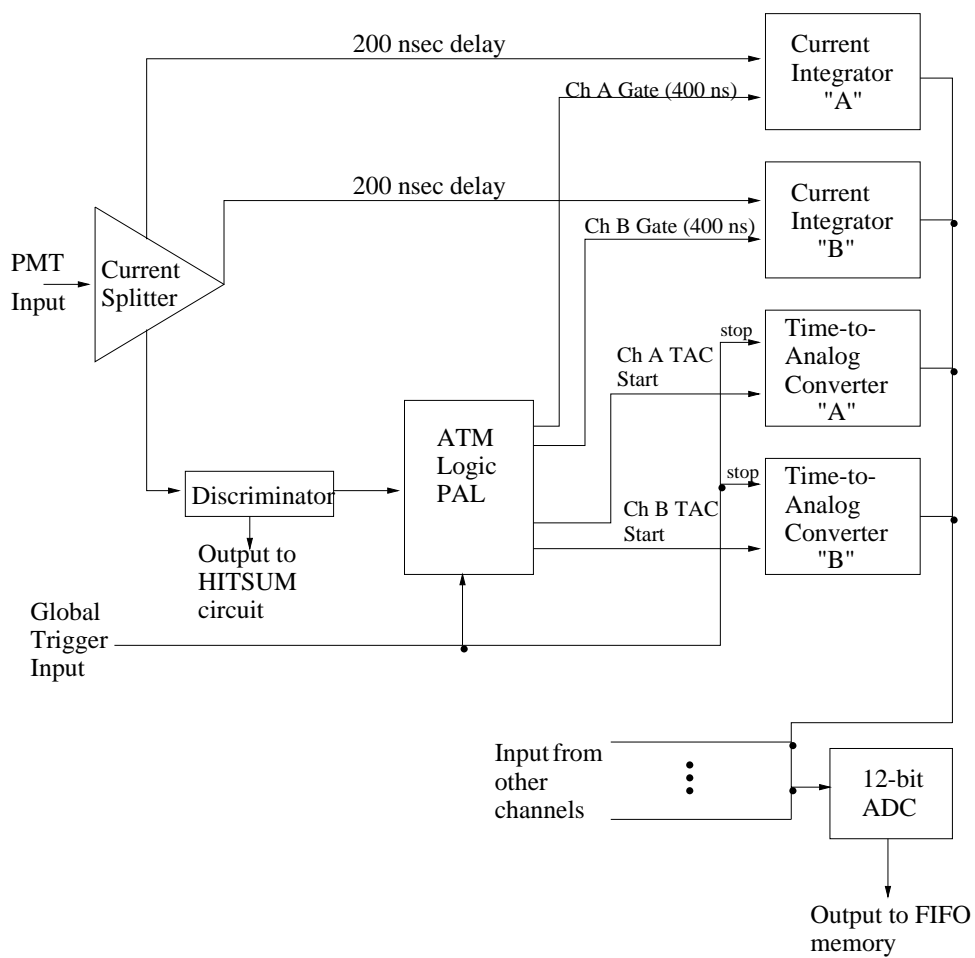 200 nsec delay
Current
Integrator
"A"
Ch A Gate (400 ns)
200 nsec delay
Current
Integrator
"B"
Ch B Gate (400 ns)
PMT
Input
Current
Splitter
stop
Time-to-
Analog
Converter
"A"
Ch A TAC
Start
ATM
Logic
PAL
Discriminator
stop
Time-to-
Analog
Converter
"B"
Ch B TAC
Start
Output to
HITSUM
circuit
Global
Trigger
Input
Input from
other
channels
12-bit
ADC
Output to FIFO
memory